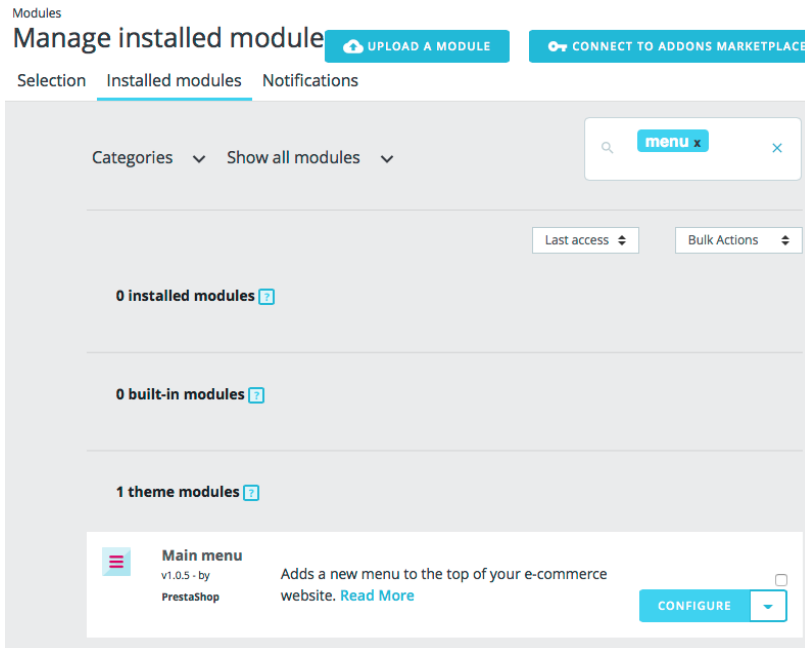 Modules
Manage installed module
UPLOAD A MODULE
CONNECT TO ADDONS MARKETPLACE
Selection Installed modules Notifications
Categories Show all modules
menu x
×
Last access
Bulk Actions
0 installed modules ?
0 built-in modules ?
1 theme modules ?
Main menu
v1.0.5 - by
PrestaShop
Adds a new menu to the top of your e-commerce
website. Read More
CONFIGURE